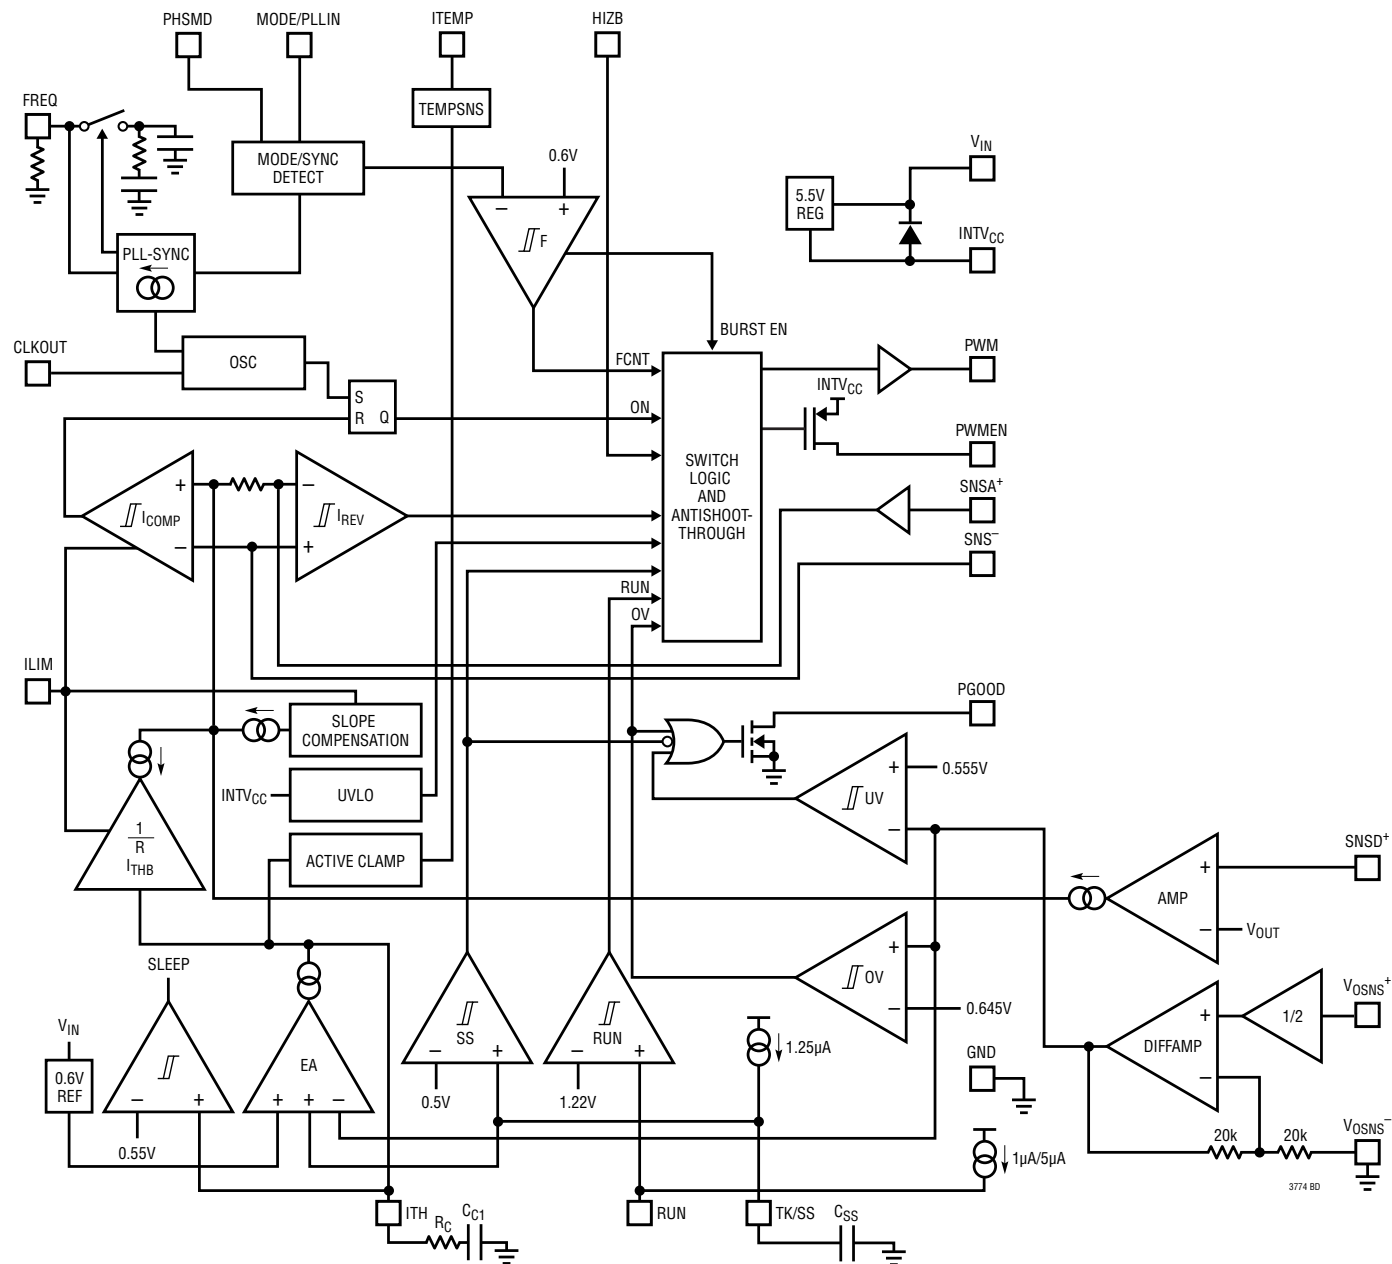 PHSMD
MODE/PLLIN
ITEMP
HIZB
FREQ
TEMPSNS
MODE/SYNC
DETECT
0.6V
VIN
5.5V
REG
INTVCC
– +
F
PLL-SYNC
BURST EN
CLKOUT
OSC
FCNT
PWM
INTVCC
S
R Q
ON
PWMEN
SWITCH
LOGIC
AND
ANTISHOOT-
THROUGH
SNSA+
SNS–
+
ICOMP
–
–
IREV
+
RUN
OV
ILIM
PGOOD
SLOPE
COMPENSATION
INTVCC
UVLO
+
0.555V
UV
–
1
R
ITHB
ACTIVE CLAMP
SNSD+
+
AMP
–
VOUT
SLEEP
+
OV
–
0.645V
VOSNS+
1/2
+
DIFFAMP
–
VIN
0.6V
REF
– +
0.55V
EA
+ + –
SS
– +
0.5V
RUN
– +
1.22V
1.25µA
GND
20k
20k
VOSNS–
1µA/5µA
ITH
RC
CC1
RUN
TK/SS
CSS
3774 BD